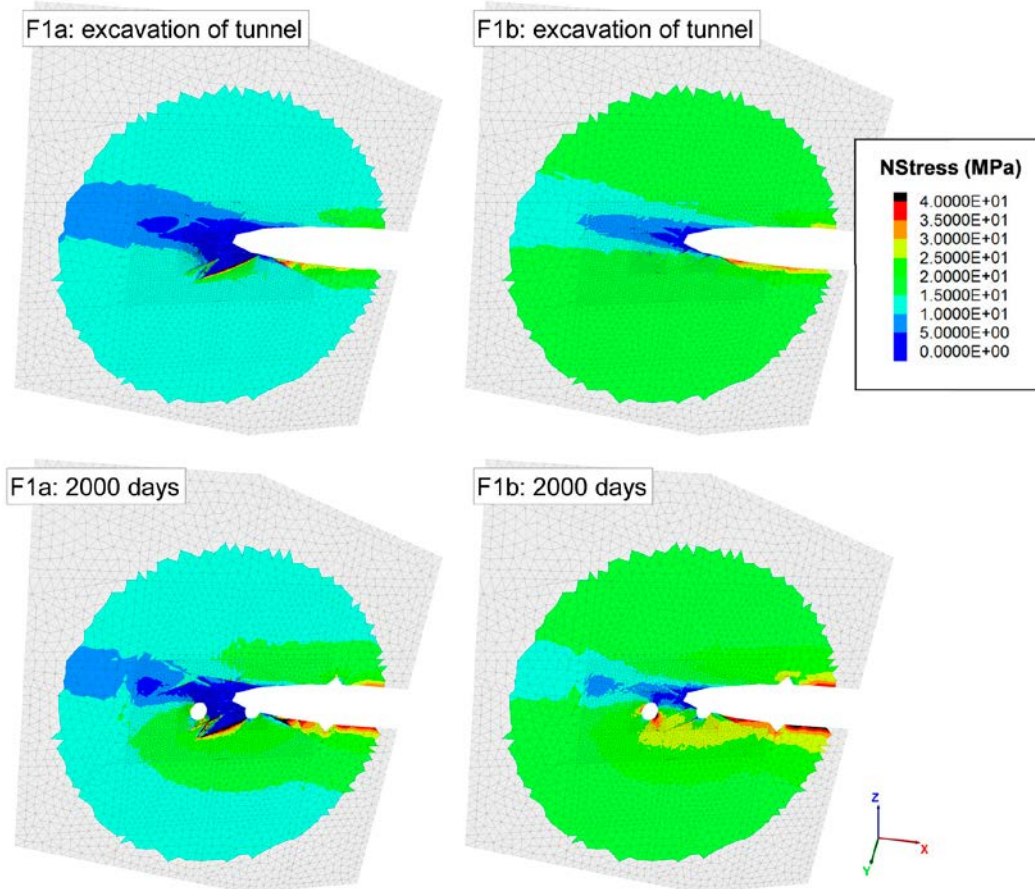 F1a: excavation of tunnel
F1b: excavation of tunnel
NStress (MPa)
4.0000E+01
3.5000E+01
3.0000E+01
2.5000E+01
2.0000E+01
1.5000E+01
1.0000E+01
5.0000E+00
0.0000E+00
F1a: 2000 days
F1b: 2000 days
Z
X
Y